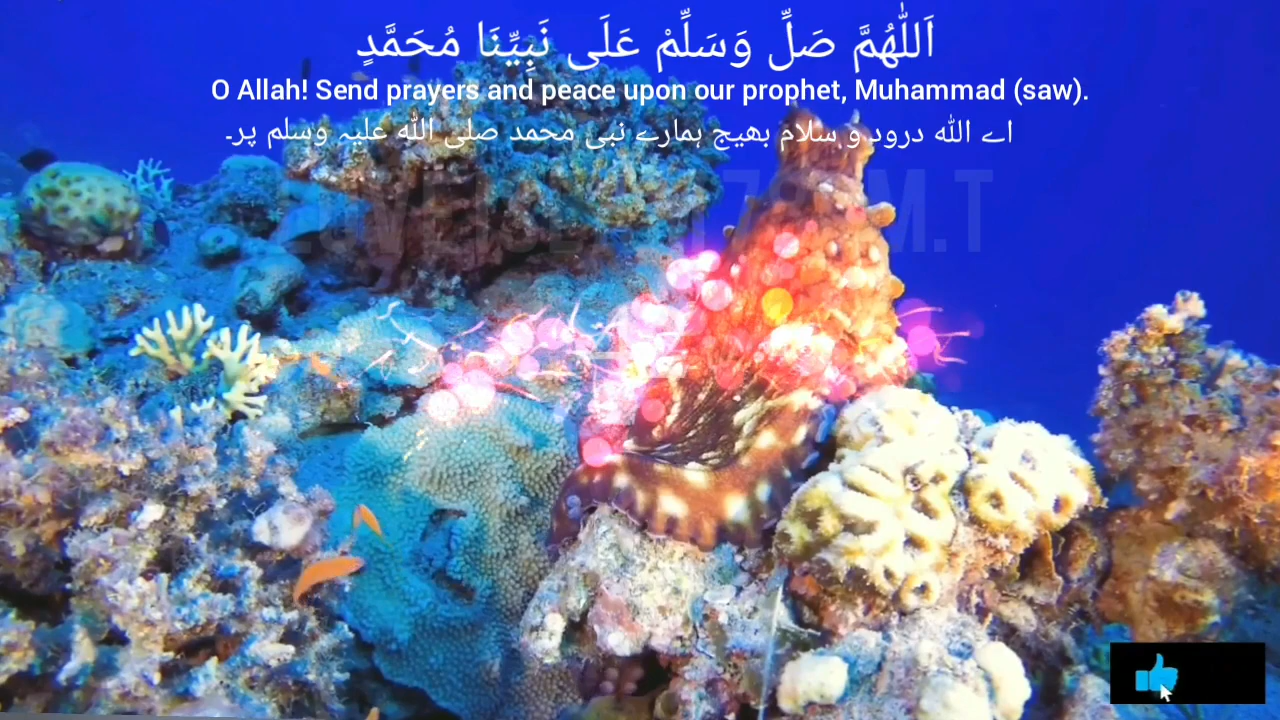 اَللّٰهُمَّ صَلِّ وَسَلِّمْ عَلَى نَبِيِّنَا مُحَمَّدٍ
O Allah! Send prayers and peace upon our prophet, Muhammad (saw).
اے اللہ درود و سلام بھیج ہمارے نبی محمد صلی اللہ علیہ وسلم پر۔